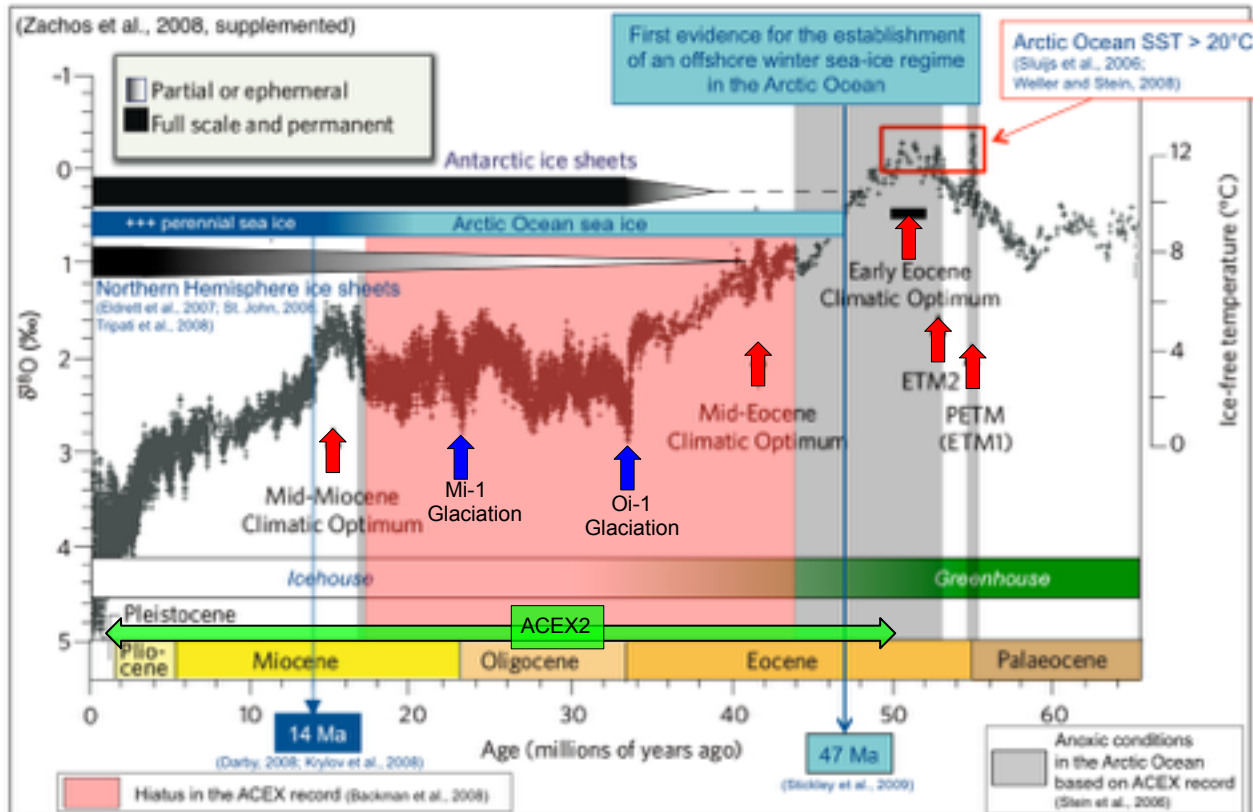 (Zachos et al., 2008, supplemented)
First evidence for the establishment
of an offshore winter sea-ice regime
in the Arctic Ocean
Arctic Ocean SST > 20°C
(Sluijs et al., 2006;
Weller and Stein, 2008)
Partial or ephemeral
Full scale and permanent
Antarctic ice sheets
+++ perennial sea ice
Arctic Ocean sea ice
Northern Hemisphere ice sheets
(Eldrett et al., 2007; St. John, 2008;
Tripati et al., 2008)
Early Eocene
Climatic Optimum
ETM2
PETM
(ETM1)
Mid-Eocene
Climatic Optimum
Mid-Miocene
Climatic Optimum
Mi-1
Glaciation
Oi-1
Glaciation
δ¹⁸O (‰)
-1
0
1
2
3
4
5
Ice-free temperature (°C)
12
8
4
0
Icehouse
Greenhouse
Pleistocene
ACEX2
Plio-
cene
Miocene
Oligocene
Eocene
Palaeocene
0
10
20
30
40
50
60
14 Ma
(Darby, 2008; Krylov et al., 2008)
Age (millions of years ago)
47 Ma
(Stickley et al., 2009)
Hiatus in the ACEX record (Backman et al., 2008)
Anoxic conditions
in the Arctic Ocean
based on ACEX record
(Stein et al., 2006)